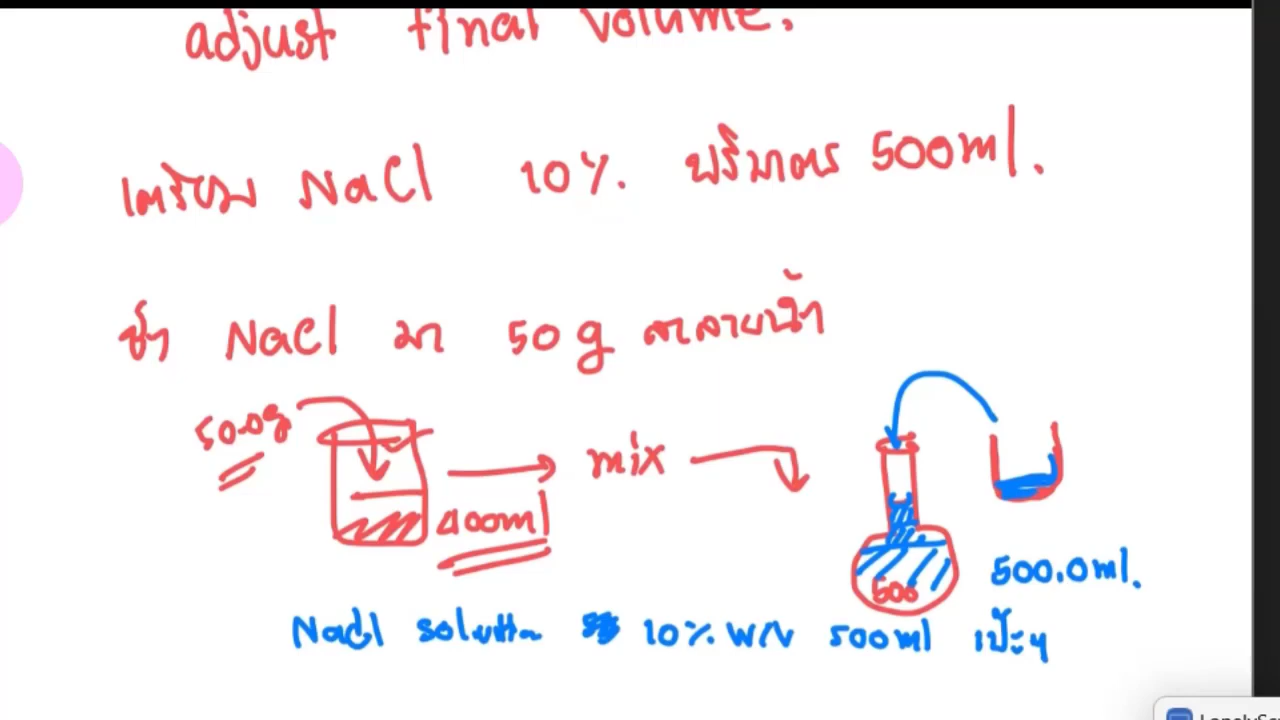 adjust final volume.
เตรียม NaCl 10%. ปริมาตร 500ml.
ชั่ง NaCl มา 50g ละลายน้ำ
50.0g
mix
400ml
500
500.0ml.
NaCl solution 10% W/V 500ml เป๊ะๆ